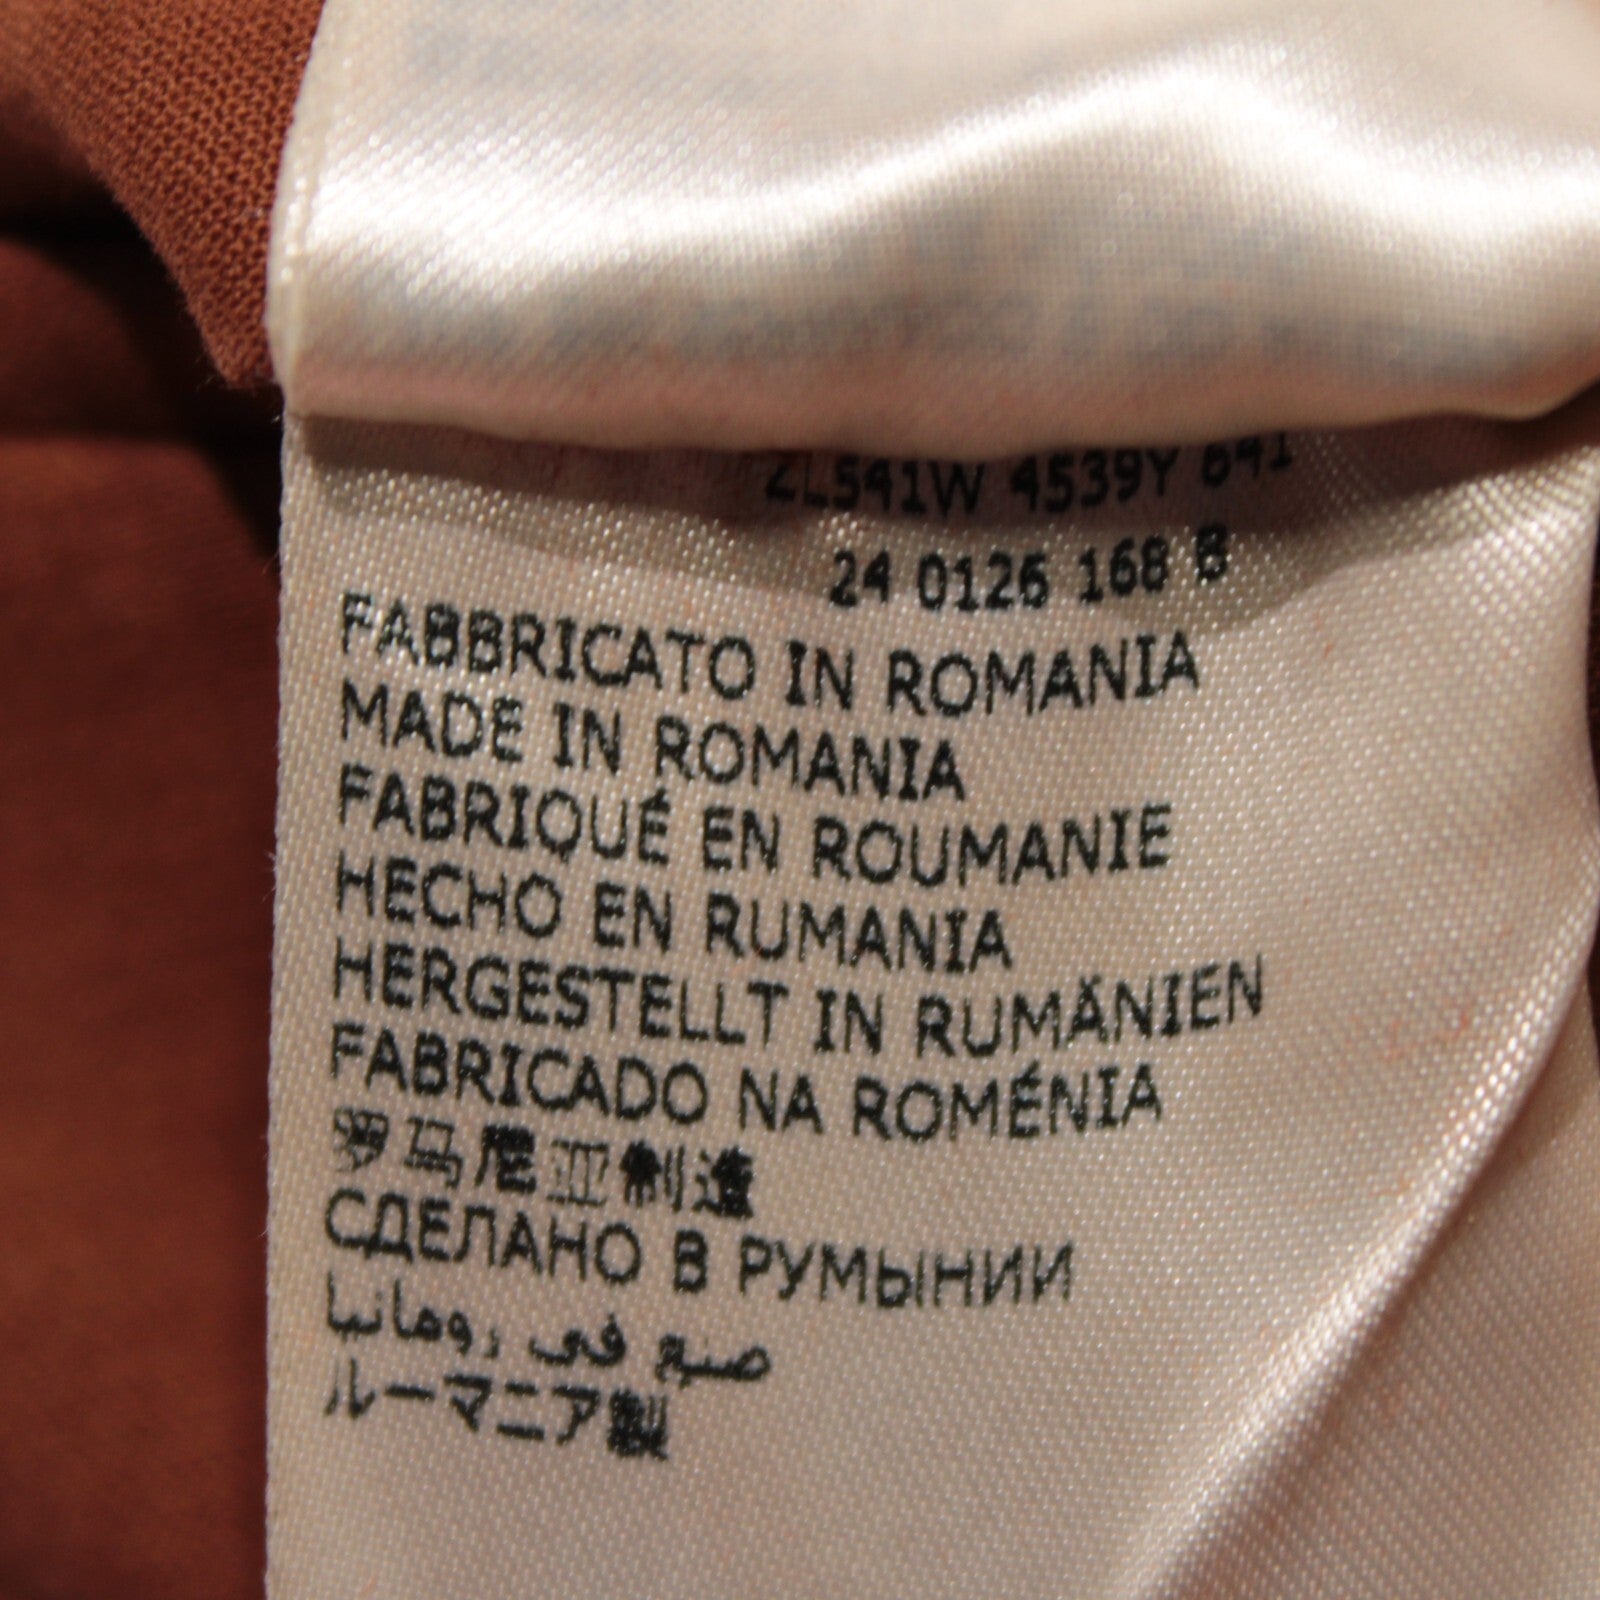 ZL541W 4539Y 641
24 0126 168 B
FABBRICATO IN ROMANIA
MADE IN ROMANIA
FABRIQUÉ EN ROUMANIE
HECHO EN RUMANIA
HERGESTELLT IN RUMÄNIEN
FABRICADO NA ROMÉNIA
罗马尼亚制造
СДЕЛАНО В РУМЫНИИ
صنع في رومانيا
ルーマニア製